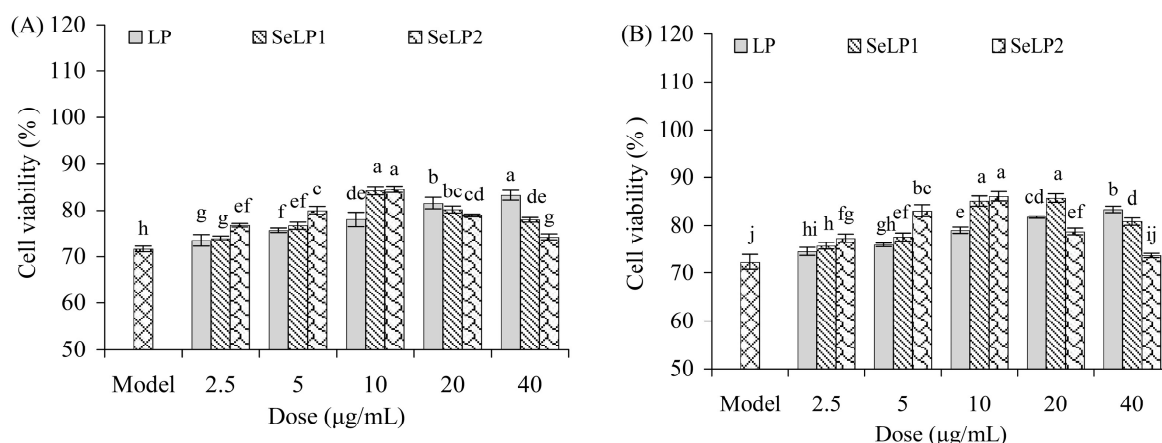 (A)
120
110
100
90
80
70
60
50
Cell viability (%)
LP SeLP1 SeLP2
h g g ef f ef c de a a b bc cd a de g
Model 2.5 5 10 20 40
Dose (μg/mL)
(B)
120
110
100
90
80
70
60
50
Cell viability (%)
LP SeLP1 SeLP2
j hi h fg gh ef bc e a a cd a ef b d ij
Model 2.5 5 10 20 40
Dose (μg/mL)